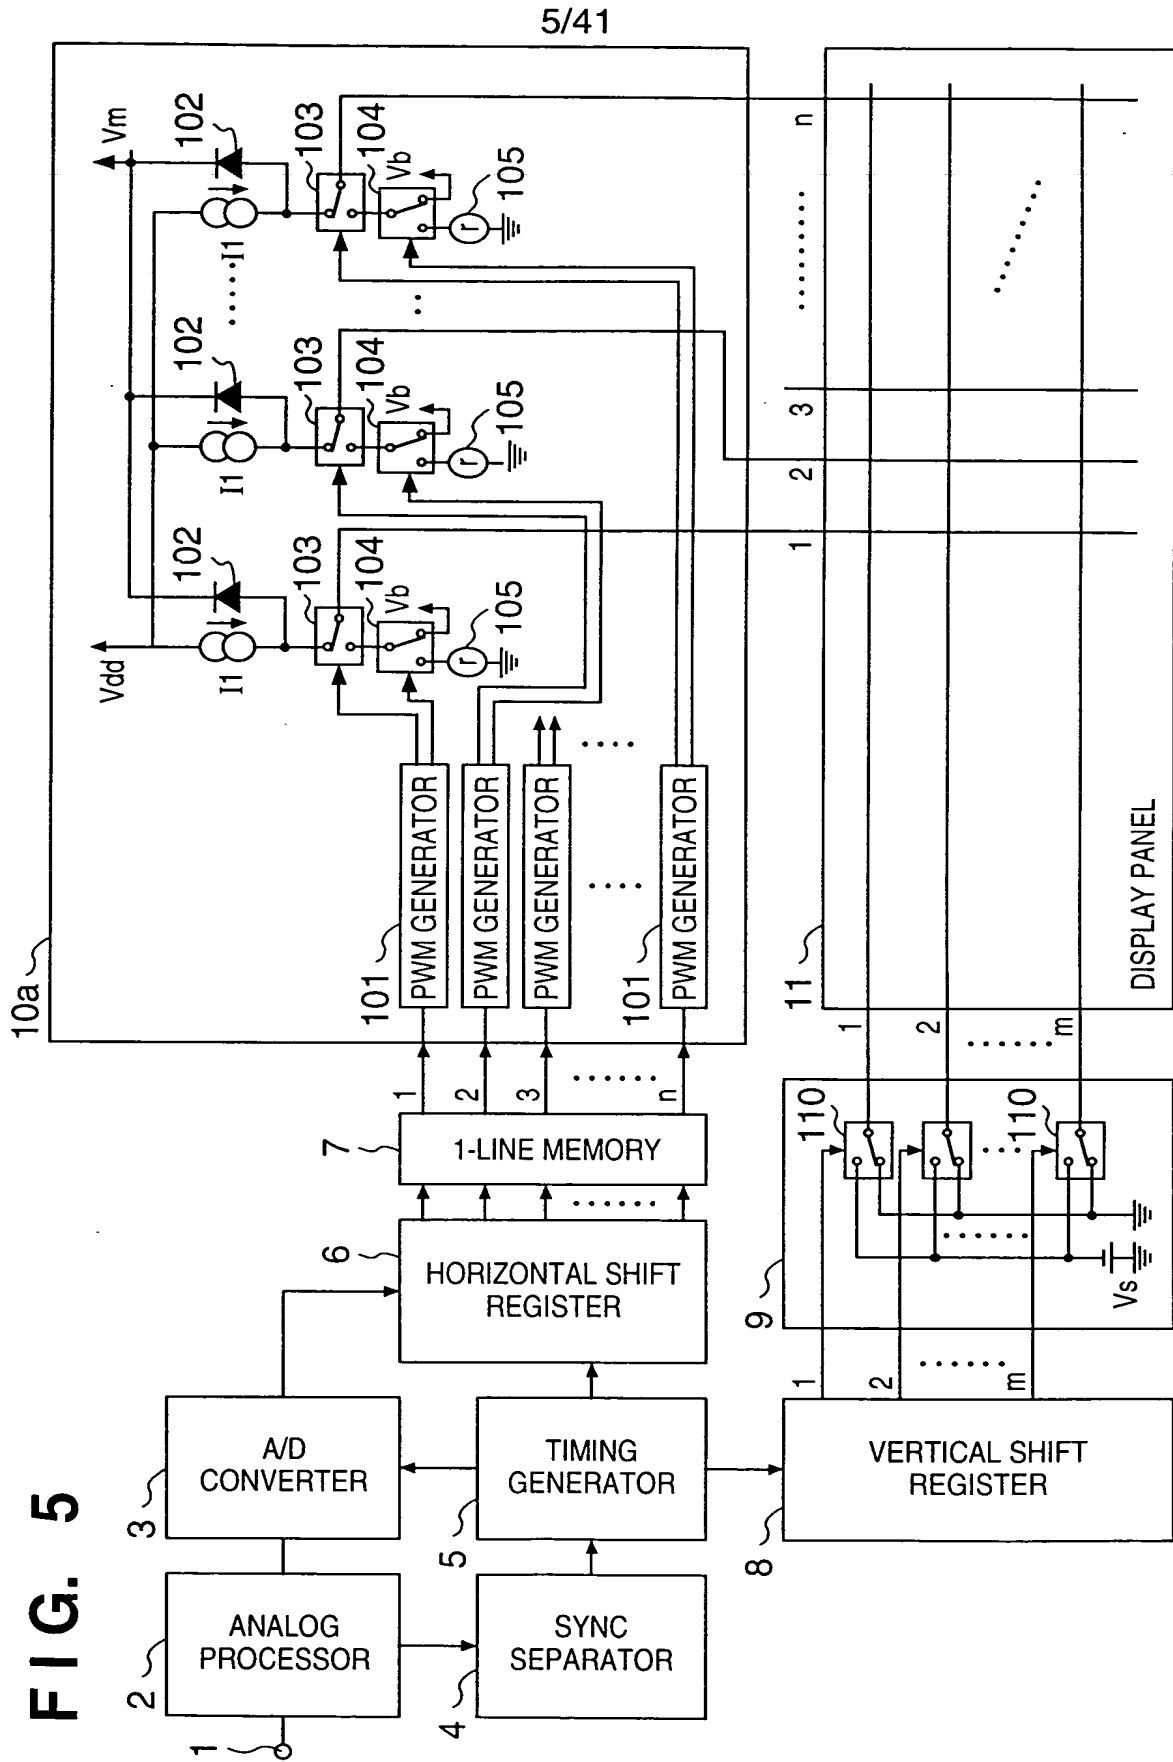 5/41
FIG. 5
1
2
ANALOG
PROCESSOR
3
A/D
CONVERTER
4
SYNC
SEPARATOR
5
TIMING
GENERATOR
6
HORIZONTAL SHIFT
REGISTER
7
1-LINE MEMORY
1
2
3
n
8
VERTICAL SHIFT
REGISTER
1
2
m
9
110
110
Vs
1
2
m
10a
101
PWM GENERATOR
PWM GENERATOR
PWM GENERATOR
101
PWM GENERATOR
Vdd
Vm
I1
102
I1
102
I1
102
103
103
103
104
104
104
Vb
Vb
Vb
r
105
r
105
r
105
11
1
2
3
n
DISPLAY PANEL